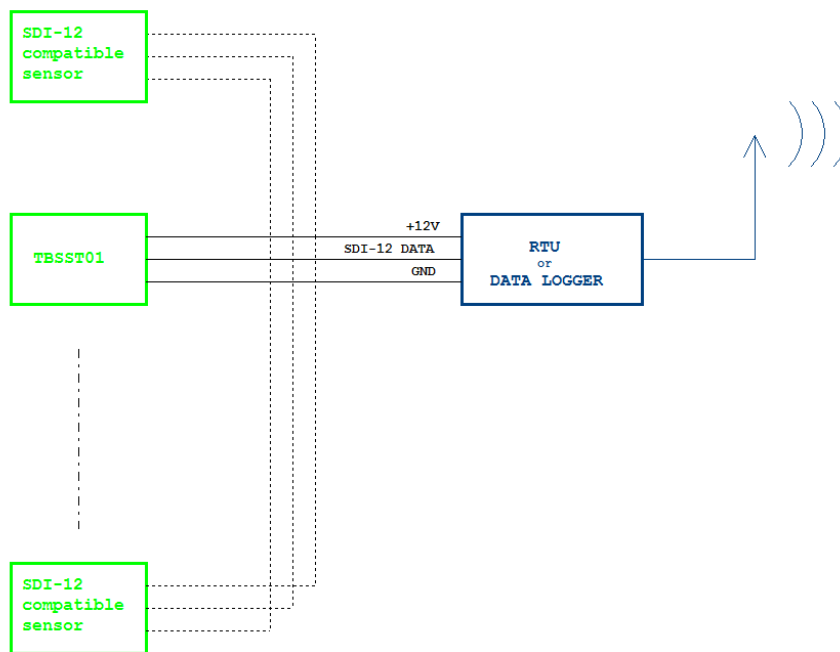 SDI-12
compatible
sensor
+12V
SDI-12 DATA
GND
TBSST01
RTU
or
DATA LOGGER
SDI-12
compatible
sensor